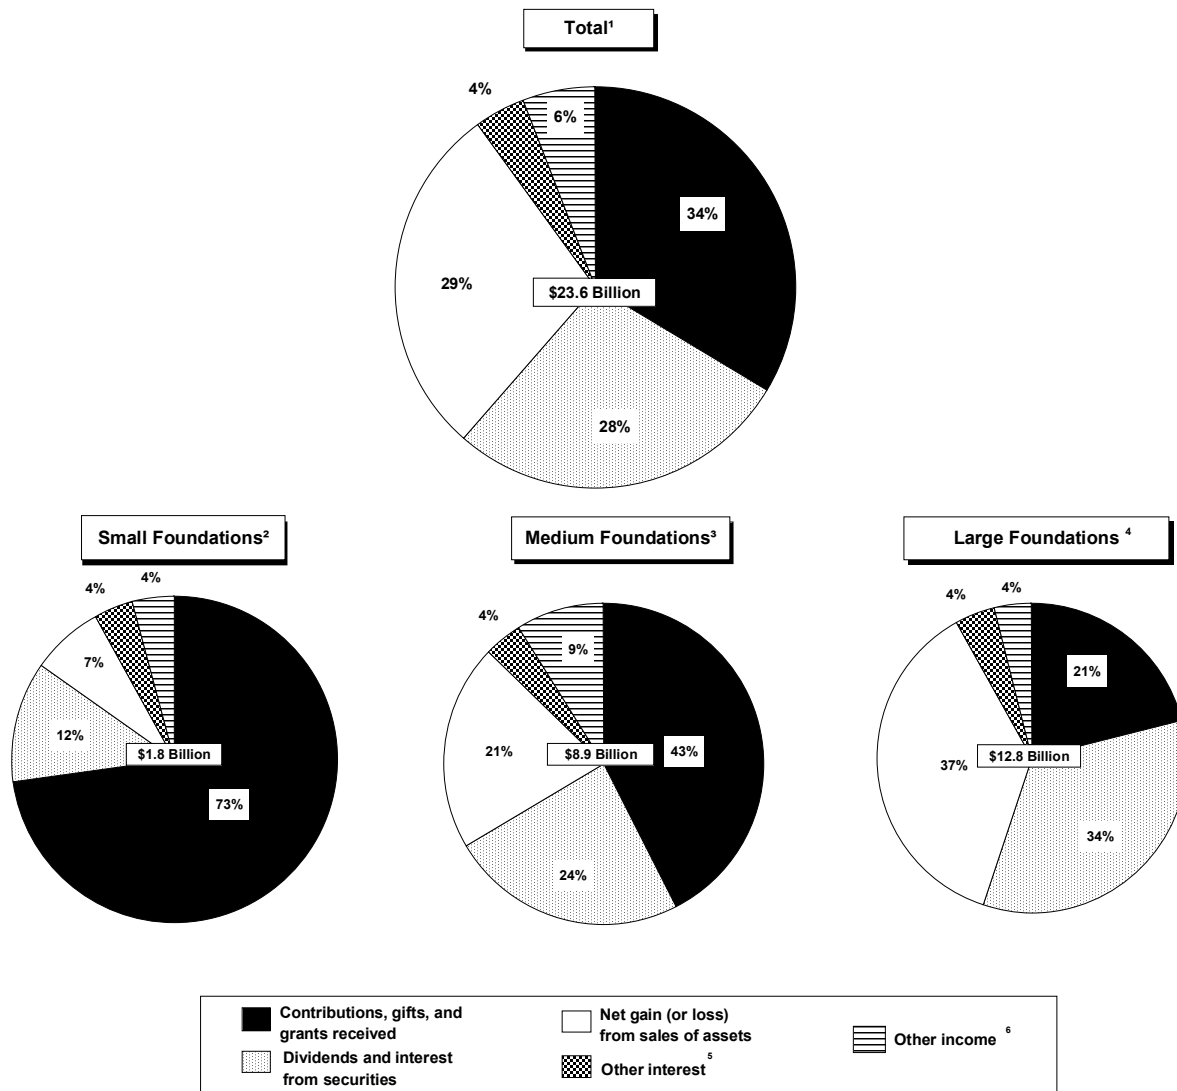 Total¹
4%
6%
34%
29%
$23.6 Billion
28%
Small Foundations²
4%
4%
7%
12%
$1.8 Billion
73%
Medium Foundations³
4%
9%
21%
$8.9 Billion
43%
24%
Large Foundations ⁴
4%
4%
21%
37%
$12.8 Billion
34%
Contributions, gifts, and
grants received
Dividends and interest
from securities
Net gain (or loss)
from sales of assets
Other interest ⁵
Other income ⁶